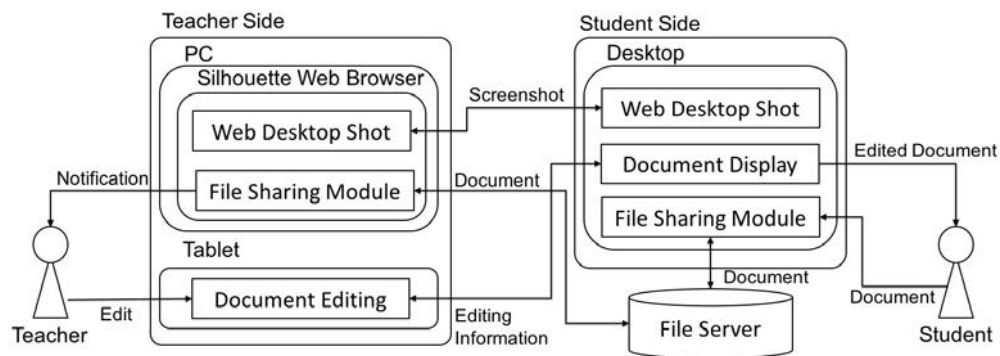 Teacher Side
Student Side
PC
Desktop
Silhouette Web Browser
Screenshot
Web Desktop Shot
Web Desktop Shot
Edited Document
Document Display
Notification
File Sharing Module
Document
File Sharing Module
Tablet
Document
Document
Document Editing
Edit
Editing
Information
File Server
Teacher
Student